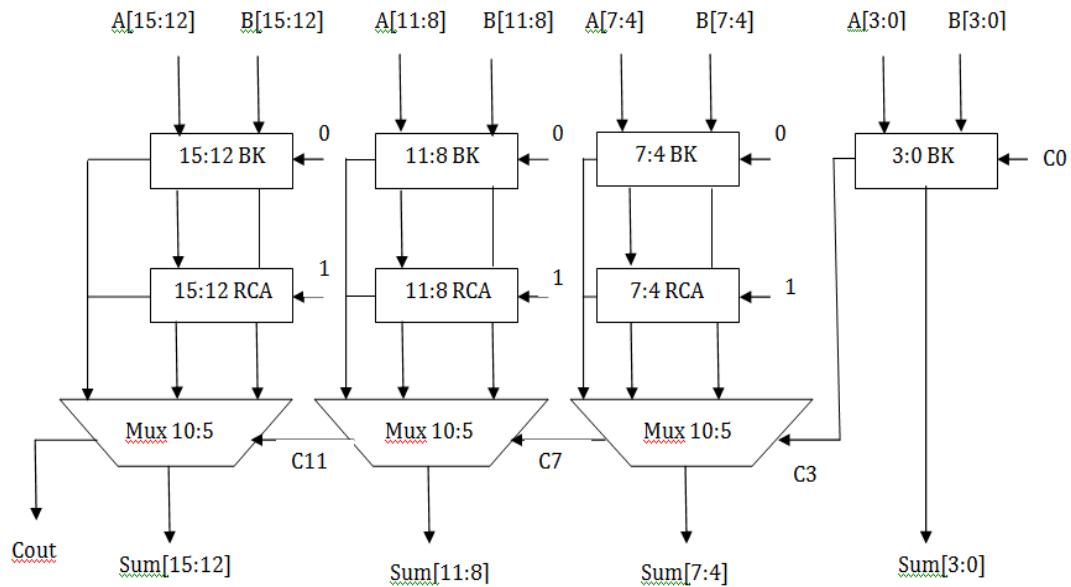 A[15:12] B[15:12] A[11:8] B[11:8] A[7:4] B[7:4] A[3:0] B[3:0]
0 0 0
15:12 BK 11:8 BK 7:4 BK 3:0 BK C0
1 1 1
15:12 RCA 11:8 RCA 7:4 RCA
Mux 10:5 Mux 10:5 Mux 10:5
C11 C7 C3
Cout Sum[15:12] Sum[11:8] Sum[7:4] Sum[3:0]